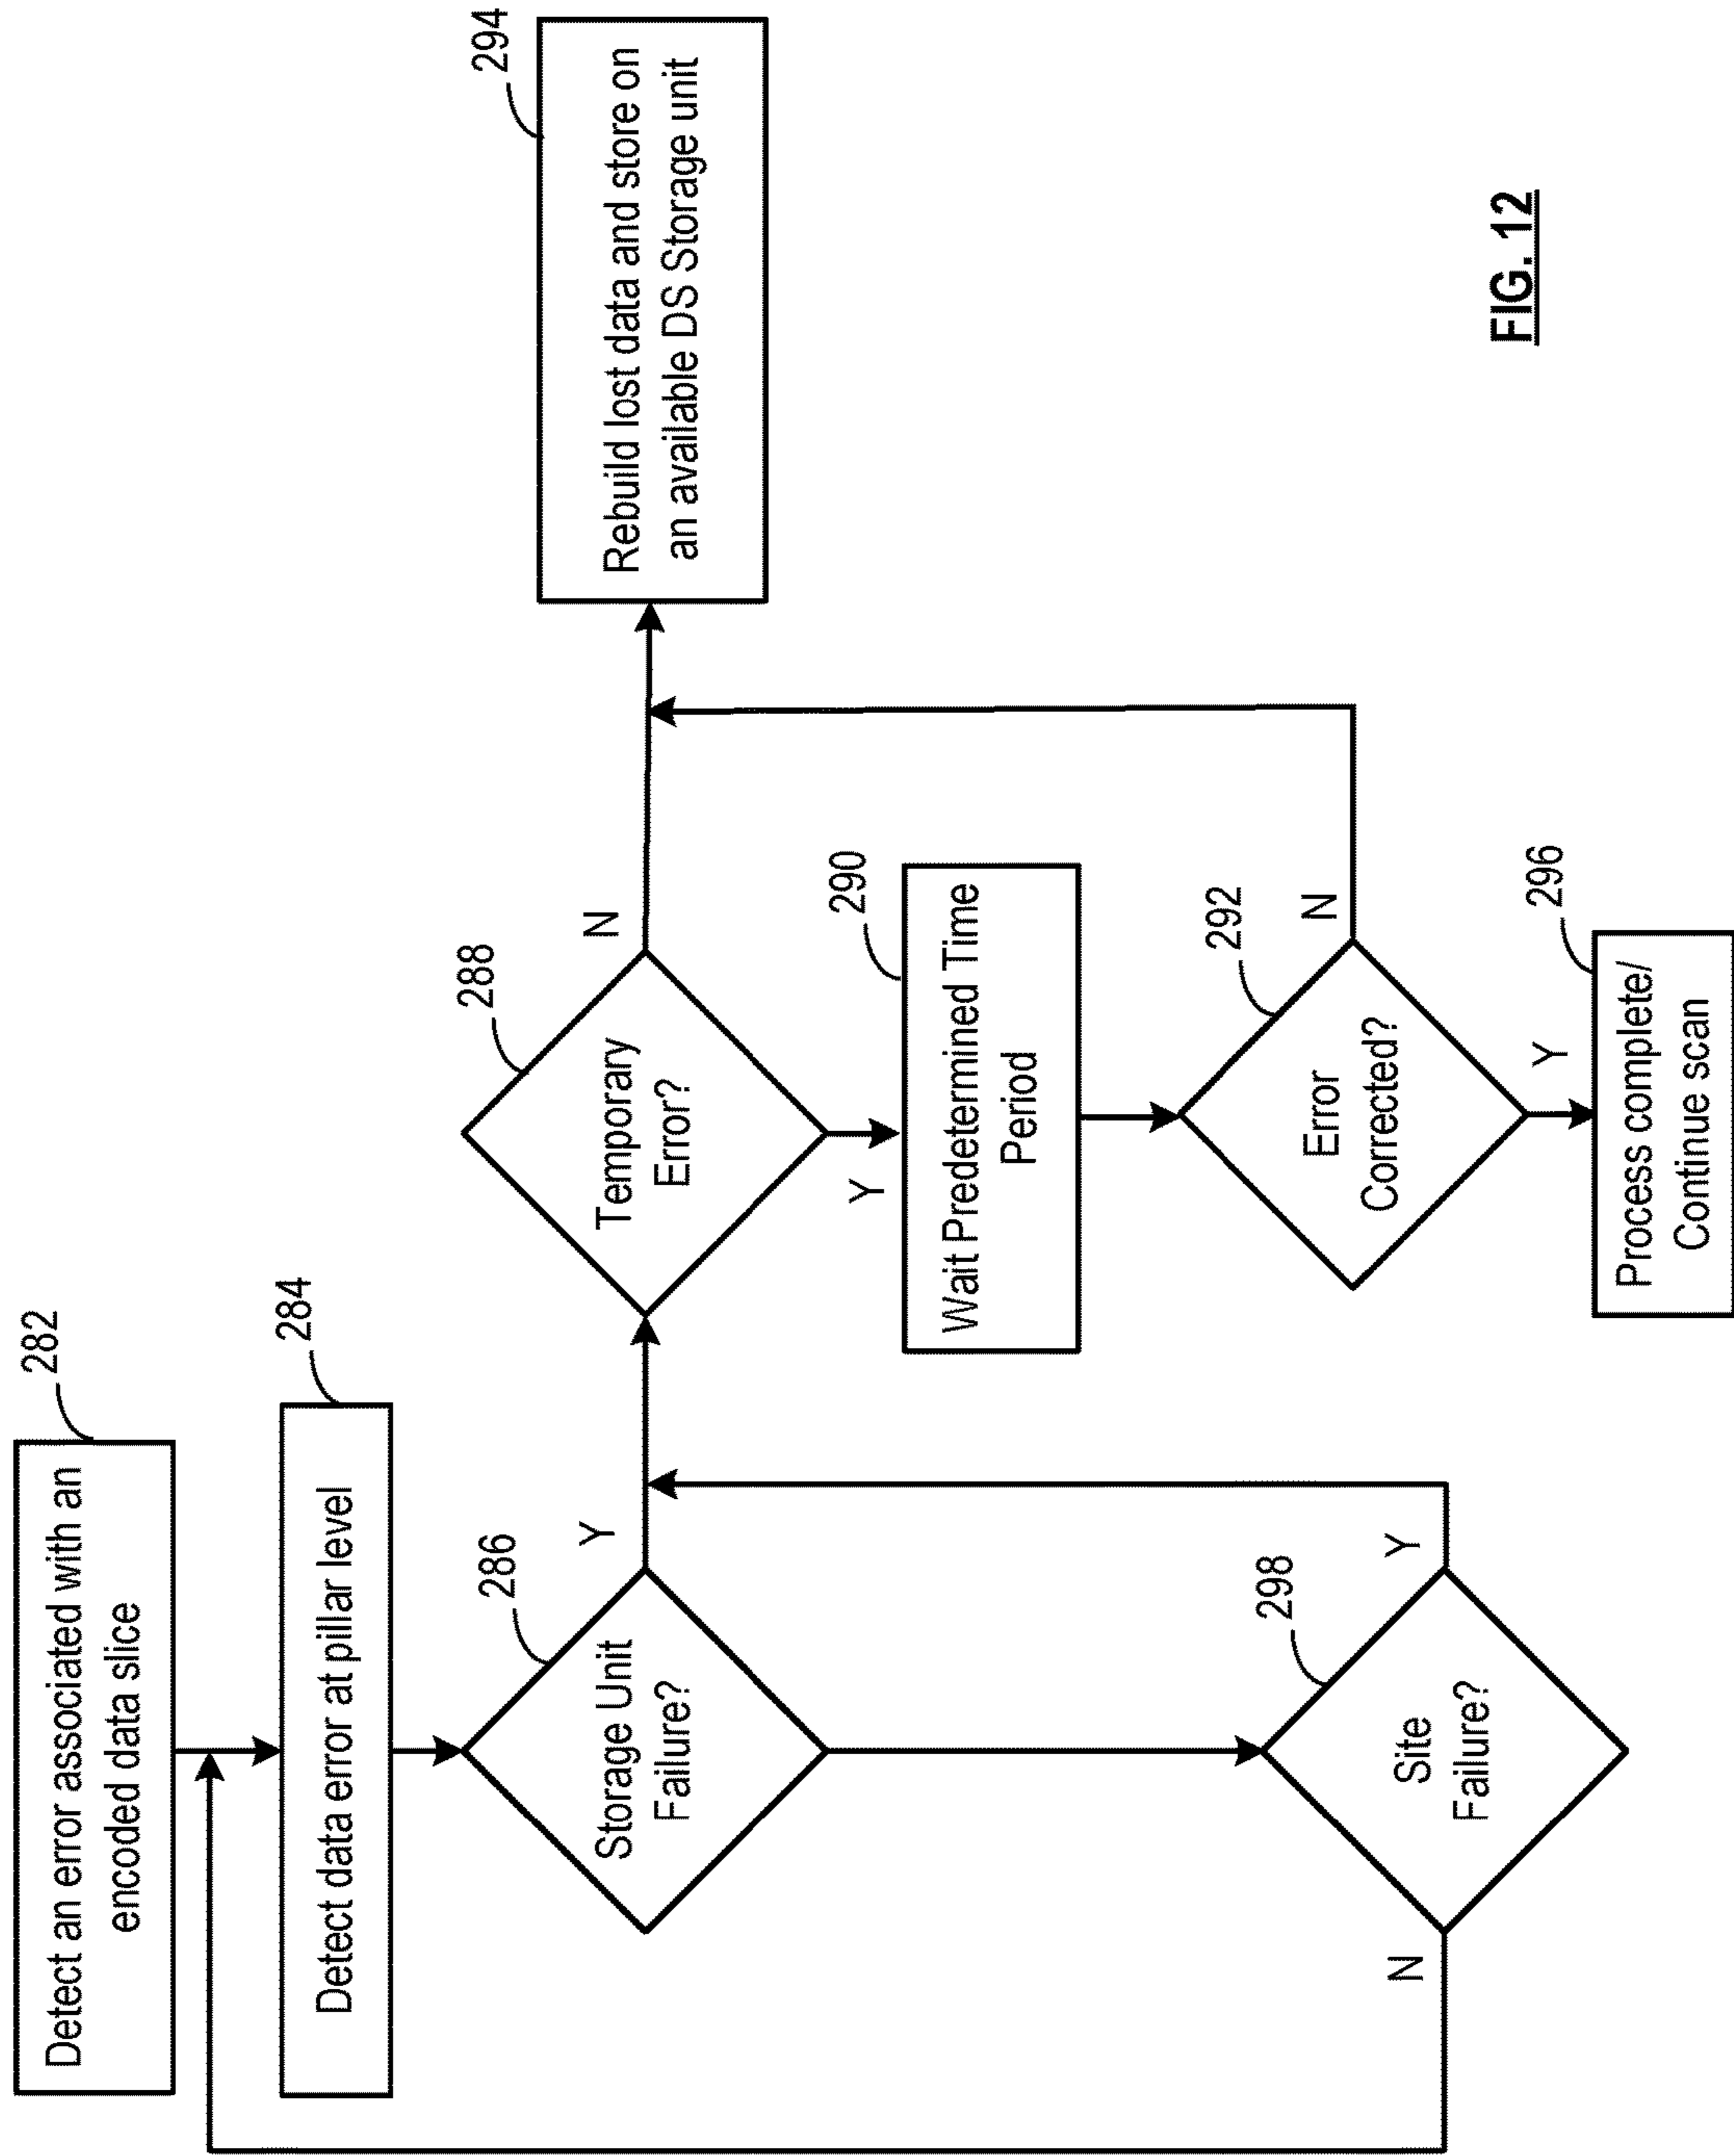 282
Detect an error associated with an
encoded data slice
284
Detect data error at pillar level
286
Storage Unit
Failure?
Y
288
Temporary
Error?
N
294
Rebuild lost data and store on
an available DS Storage unit
Y
290
Wait Predetermined Time
Period
298
Site
Failure?
Y
N
292
Error
Corrected?
N
Y
296
Process complete/
Continue scan
FIG. 12